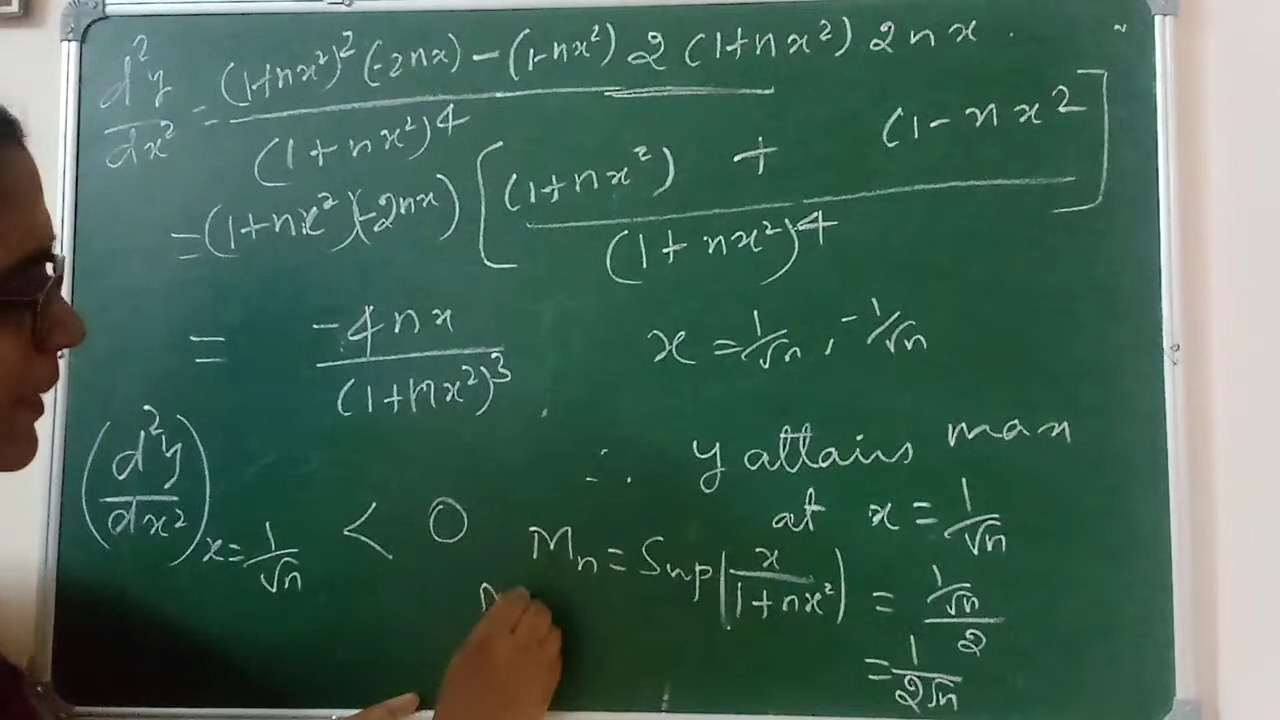 d²y/dx² = (1+nx²)²(-2nx) - (1-nx²) 2 (1+nx²) 2nx / (1+nx²)⁴
= (1+nx²)(-2nx) [(1+nx²) + (1-nx² / (1+nx²)⁴]
= -4nx / (1+nx²)³ . x = 1/√n, -1/√n
∴ y attains max
at x = 1/√n
(d²y/dx²)x=1/√n < 0
Mn = Sup |x/(1+nx²)| = (1/√n)/2
= 1/2√n